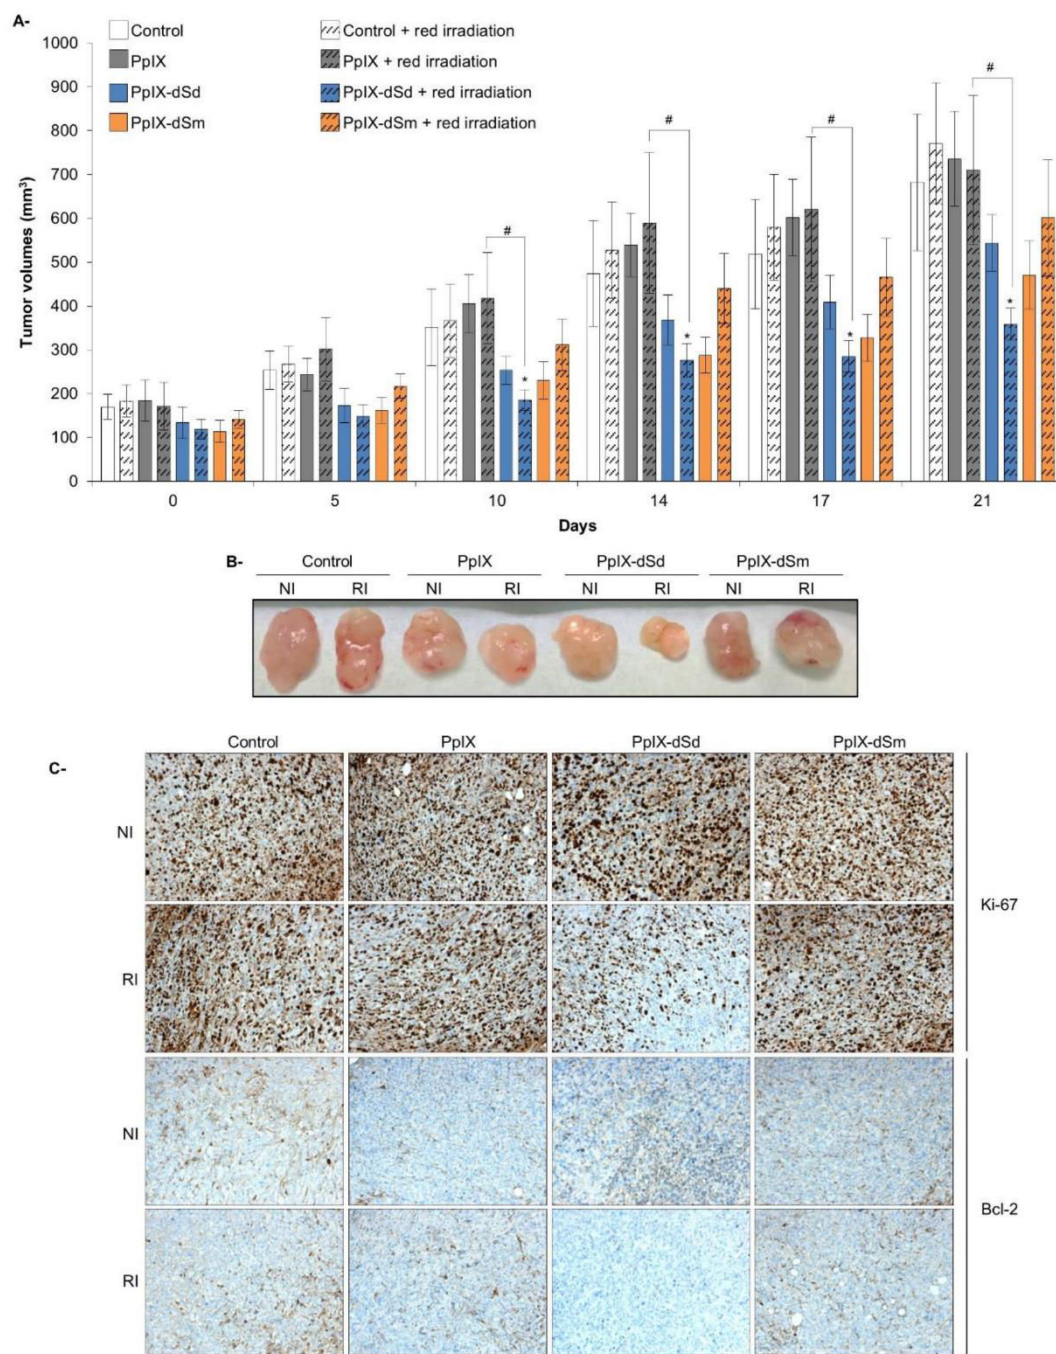 A-
Control
Control + red irradiation
PpIX
PpIX + red irradiation
PpIX-dSd
PpIX-dSd + red irradiation
PpIX-dSm
PpIX-dSm + red irradiation
Tumor volumes (mm³)
1000
900
800
700
600
500
400
300
200
100
0
# # # #
* * * *
0 5 10 14 17 21
Days
B-
Control PpIX PpIX-dSd PpIX-dSm
NI RI NI RI NI RI NI RI
C-
Control PpIX PpIX-dSd PpIX-dSm
NI
Ki-67
RI
NI
Bcl-2
RI